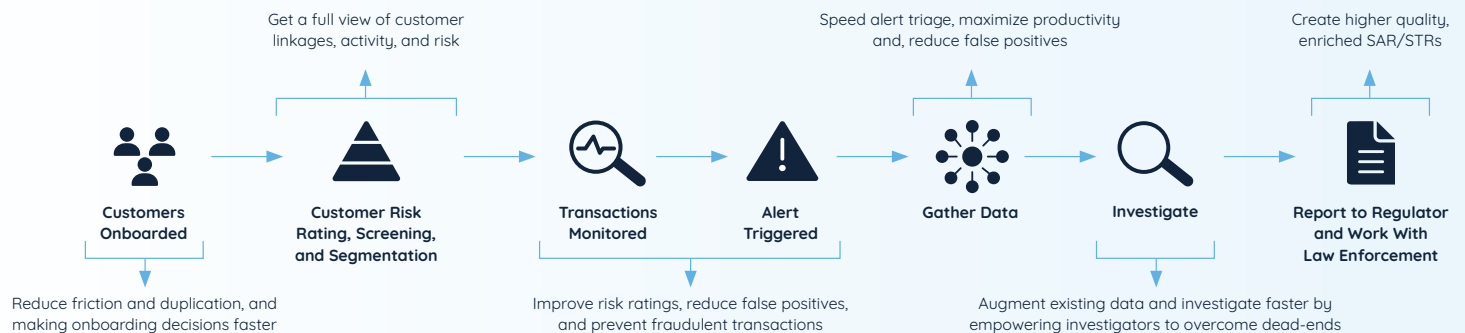 Get a full view of customer
linkages, activity, and risk
Speed alert triage, maximize productivity
and, reduce false positives
Create higher quality,
enriched SAR/STRs
Customers
Onboarded
Customer Risk
Rating, Screening,
and Segmentation
Transactions
Monitored
Alert
Triggered
Gather Data
Investigate
Report to Regulator
and Work With
Law Enforcement
Reduce friction and duplication, and
making onboarding decisions faster
Improve risk ratings, reduce false positives,
and prevent fraudulent transactions
Augment existing data and investigate faster by
empowering investigators to overcome dead-ends